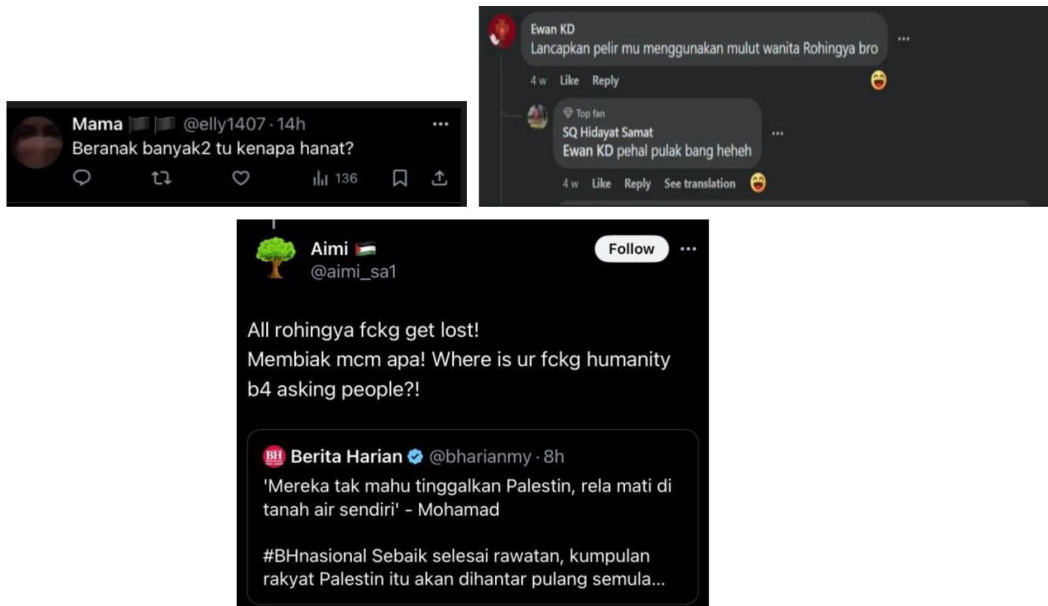 Mama @elly1407 · 14h
Beranak banyak2 tu kenapa hanat?
136
Ewan KD
Lancapkan pelir mu menggunakan mulut wanita Rohingya bro
4 w Like Reply
Top fan
SQ Hidayat Samat
Ewan KD pehal pulak bang heheh
4 w Like Reply See translation
Aimi
@aimi_sa1
Follow
All rohingya fckg get lost!
Membiak mcm apa! Where is ur fckg humanity
b4 asking people?!
BH Berita Harian @bharianmy · 8h
'Mereka tak mahu tinggalkan Palestin, rela mati di
tanah air sendiri' - Mohamad
#BHnasional Sebaik selesai rawatan, kumpulan
rakyat Palestin itu akan dihantar pulang semula...